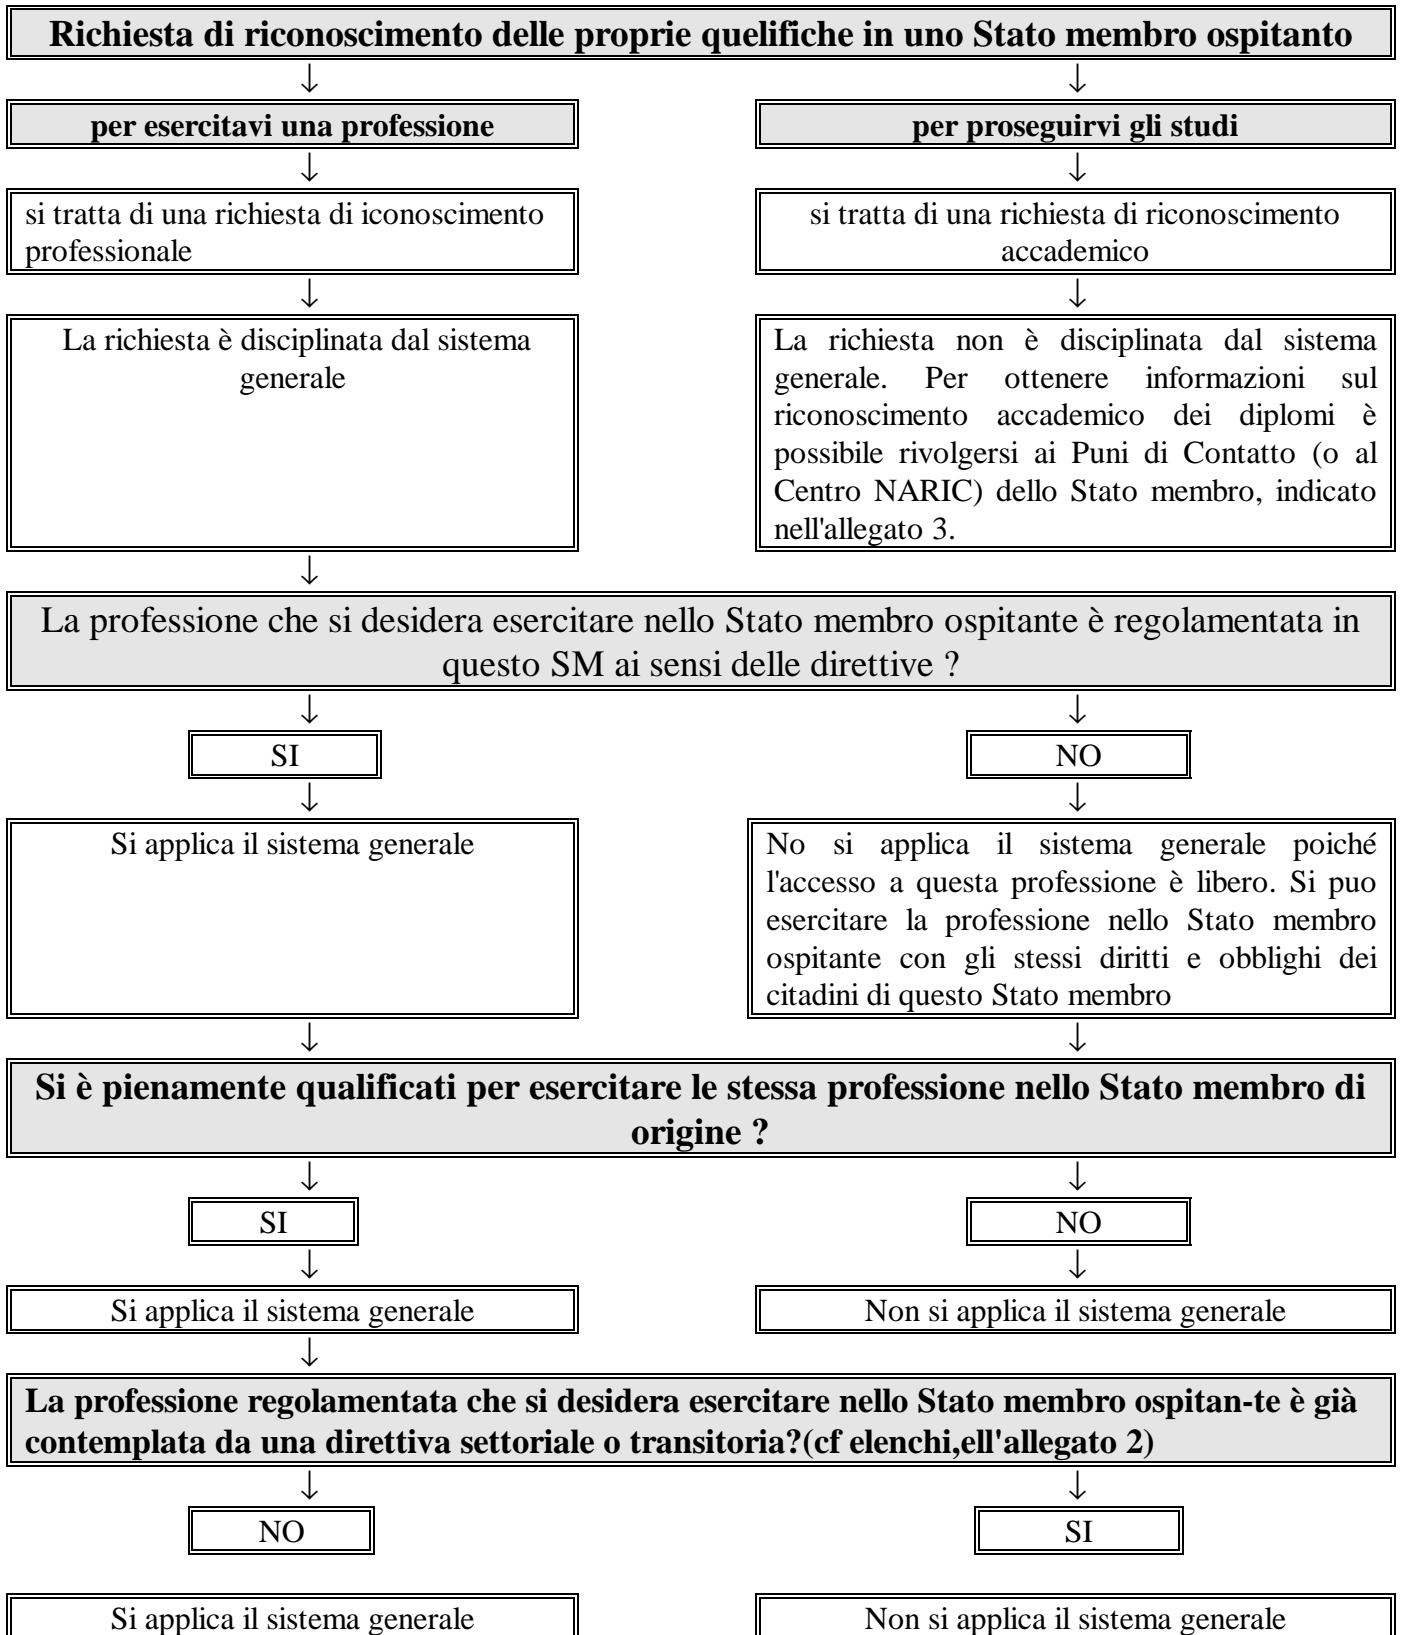 Richiesta di riconoscimento delle proprie quelifiche in uno Stato membro ospitanto
↓ ↓
per esercitavi una professione
per proseguirvi gli studi
↓ ↓
si tratta di una richiesta di iconoscimento
professionale
si tratta di una richiesta di riconoscimento
accademico
↓ ↓
La richiesta è disciplinata dal sistema
generale
La richiesta non è disciplinata dal sistema
generale. Per ottenere informazioni sul
riconoscimento accademico dei diplomi è
possibile rivolgersi ai Puni di Contatto (o al
Centro NARIC) dello Stato membro, indicato
nell'allegato 3.
↓
La professione che si desidera esercitare nello Stato membro ospitante è regolamentata in
questo SM ai sensi delle direttive ?
↓ ↓
SI
NO
↓ ↓
Si applica il sistema generale
No si applica il sistema generale poiché
l'accesso a questa professione è libero. Si puo
esercitare la professione nello Stato membro
ospitante con gli stessi diritti e obblighi dei
citadini di questo Stato membro
↓ ↓
Si è pienamente qualificati per esercitare le stessa professione nello Stato membro di
origine ?
↓ ↓
SI
NO
↓ ↓
Si applica il sistema generale
Non si applica il sistema generale
↓
La professione regolamentata che si desidera esercitare nello Stato membro ospitan-te è già
contemplata da una direttiva settoriale o transitoria?(cf elenchi,ell'allegato 2)
↓ ↓
NO
SI
Si applica il sistema generale
Non si applica il sistema generale